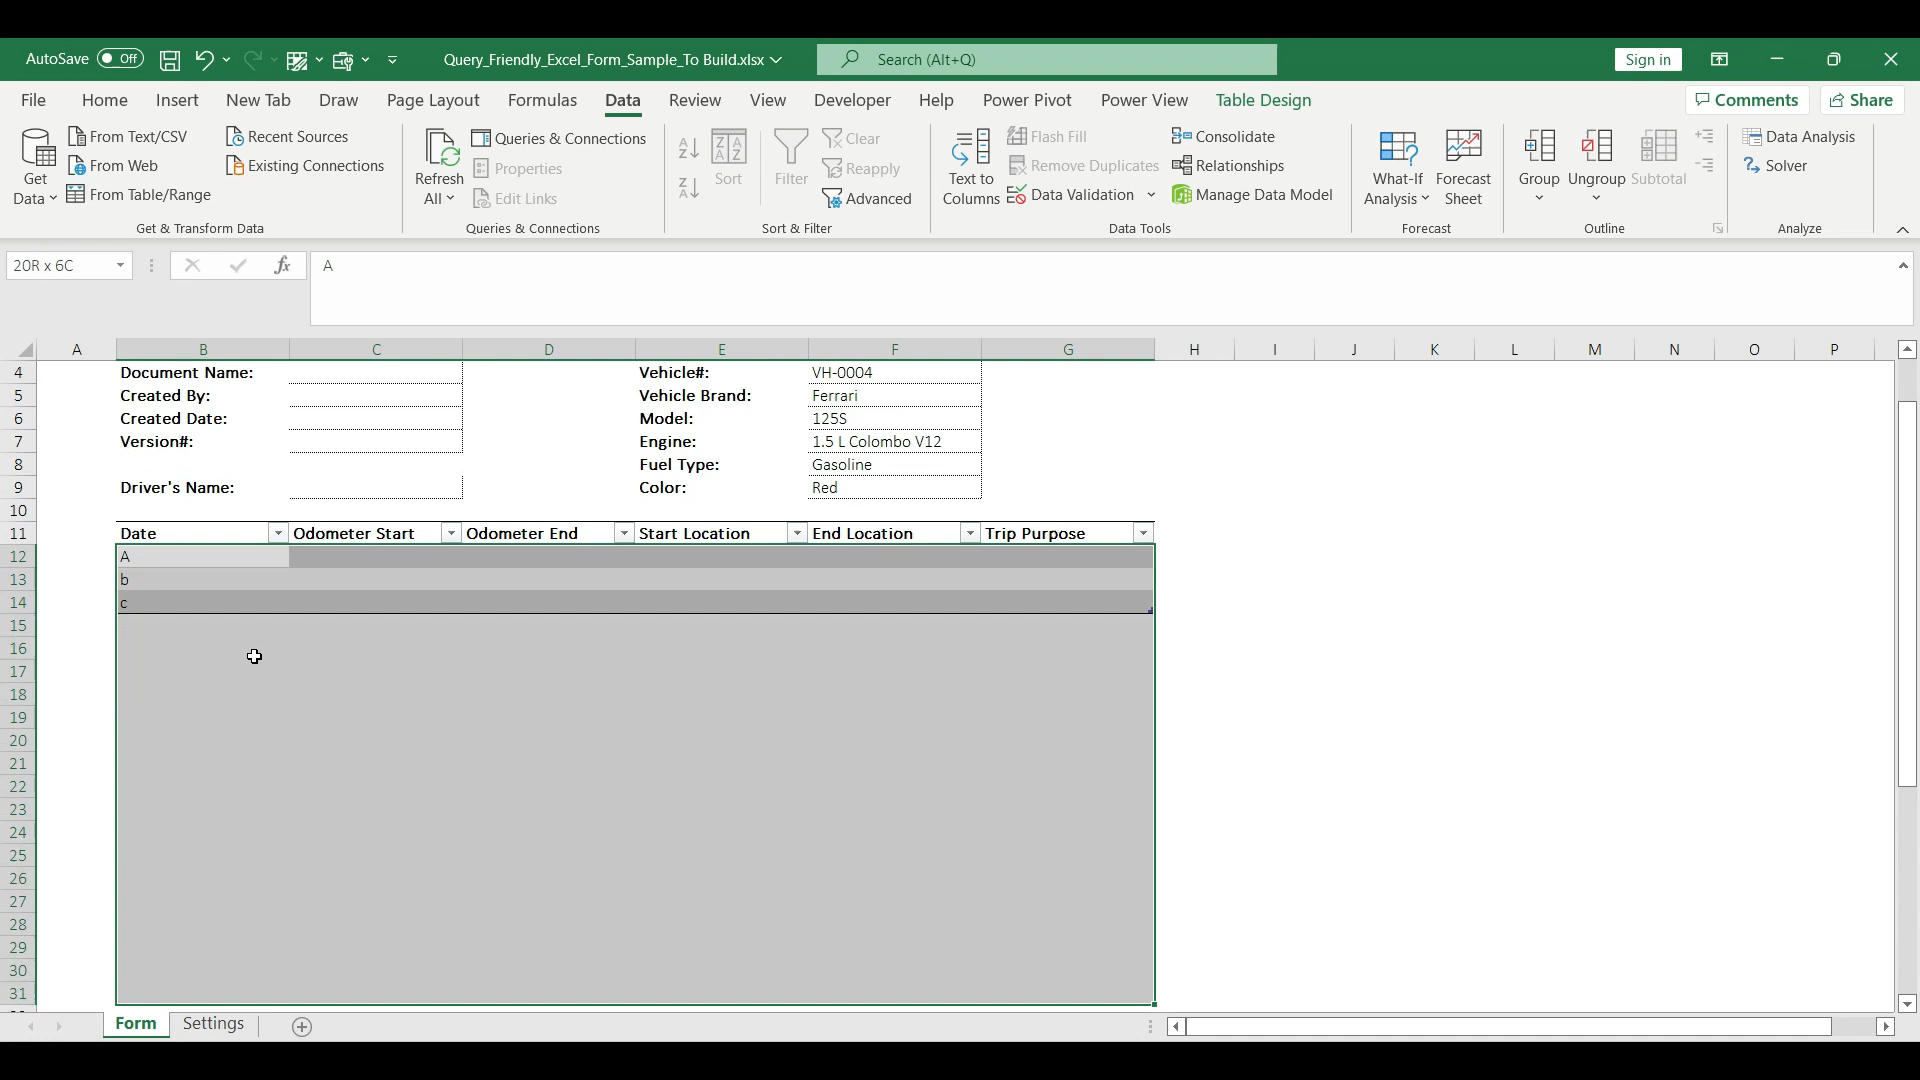 AutoSave Off Query_Friendly_Excel_Form_Sample_To Build.xlsx Search (Alt+Q) Sign in
File Home Insert New Tab Draw Page Layout Formulas Data Review View Developer Help Power Pivot Power View Table Design Comments Share
Get Data
From Text/CSV
From Web
From Table/Range
Recent Sources
Existing Connections
Get & Transform Data
Refresh All
Queries & Connections
Properties
Edit Links
Queries & Connections
Sort
Filter
Clear
Reapply
Advanced
Sort & Filter
Text to Columns
Flash Fill
Remove Duplicates
Data Validation
Consolidate
Relationships
Manage Data Model
Data Tools
What-If Analysis
Forecast Sheet
Forecast
Group
Ungroup
Subtotal
Outline
Data Analysis
Solver
Analyze
20R x 6C fx A
A B C D E F G H I J K L M N O P
4 Document Name: Vehicle#: VH-0004
5 Created By: Vehicle Brand: Ferrari
6 Created Date: Model: 125S
7 Version#: Engine: 1.5 L Colombo V12
8 Fuel Type: Gasoline
9 Driver's Name: Color: Red
10
11 Date Odometer Start Odometer End Start Location End Location Trip Purpose
12 A
13 b
14 c
15
16
17
18
19
20
21
22
23
24
25
26
27
28
29
30
31
Form Settings